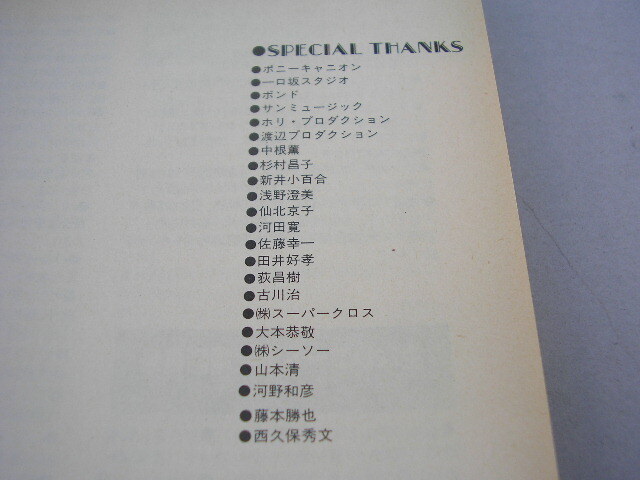 ●SPECIAL THANKS
●ポニーキャニオン
●一口坂スタジオ
●ボンド
●サンミュージック
●ホリ・プロダクション
●渡辺プロダクション
●中根薫
●杉村昌子
●新井小百合
●浅野澄美
●仙北京子
●河田寛
●佐藤幸一
●田井好孝
●荻昌樹
●古川治
●㈱スーパークロス
●大本恭敬
●㈱シーソー
●山本清
●河野和彦
●藤本勝也
●西久保秀文